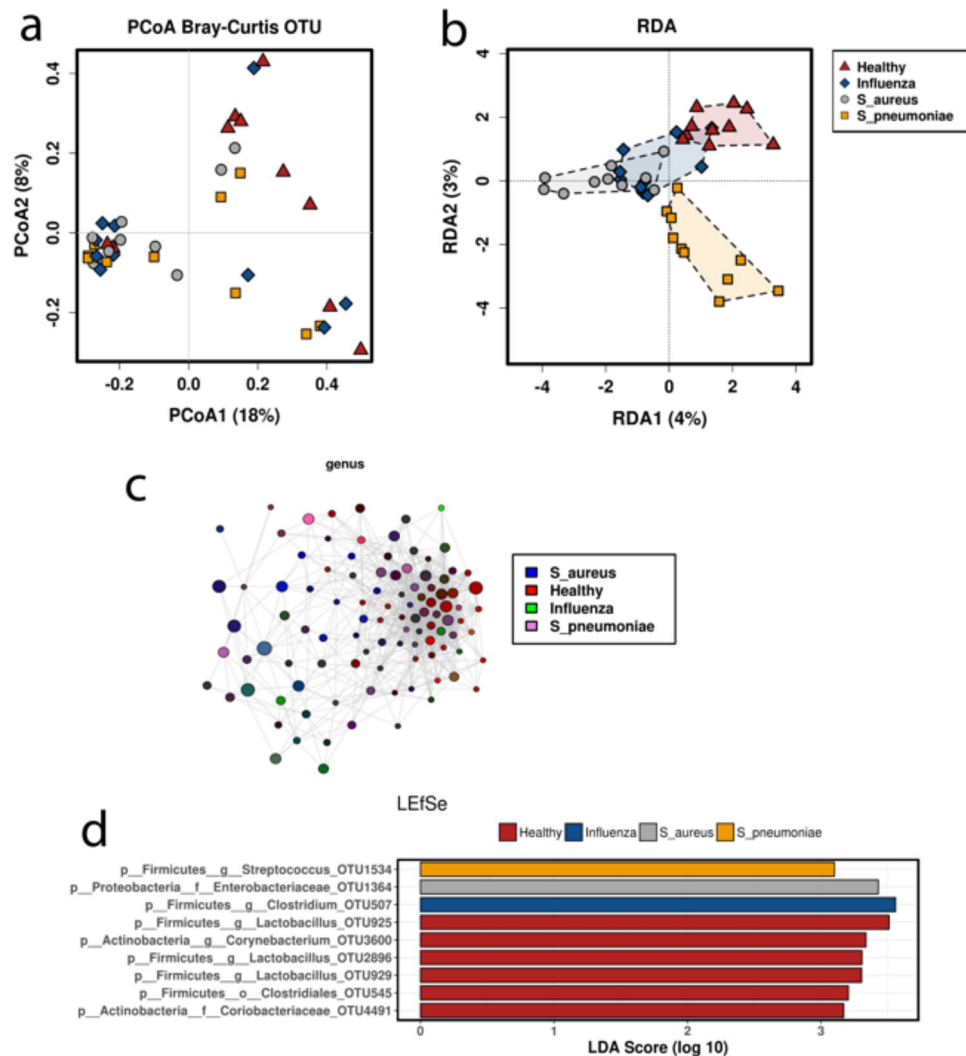 a
PCoA Bray-Curtis OTU
0.4
0.2
0.0
-0.2
PCoA2 (8%)
-0.2 0.0 0.2 0.4
PCoA1 (18%)
b
RDA
4
2
0
-2
-4
RDA2 (3%)
-4 -2 0 2 4
RDA1 (4%)
Healthy
Influenza
S_aureus
S_pneumoniae
c
genus
S_aureus
Healthy
Influenza
S_pneumoniae
d
LEfSe
Healthy Influenza S_aureus S_pneumoniae
p__Firmicutes__g__Streptococcus_OTU1534
p__Proteobacteria__f__Enterobacteriaceae_OTU1364
p__Firmicutes__g__Clostridium_OTU507
p__Firmicutes__g__Lactobacillus_OTU925
p__Actinobacteria__g__Corynebacterium_OTU3600
p__Firmicutes__g__Lactobacillus_OTU2896
p__Firmicutes__g__Lactobacillus_OTU929
p__Firmicutes__o__Clostridiales_OTU545
p__Actinobacteria__f__Coriobacteriaceae_OTU4491
0 1 2 3
LDA Score (log 10)